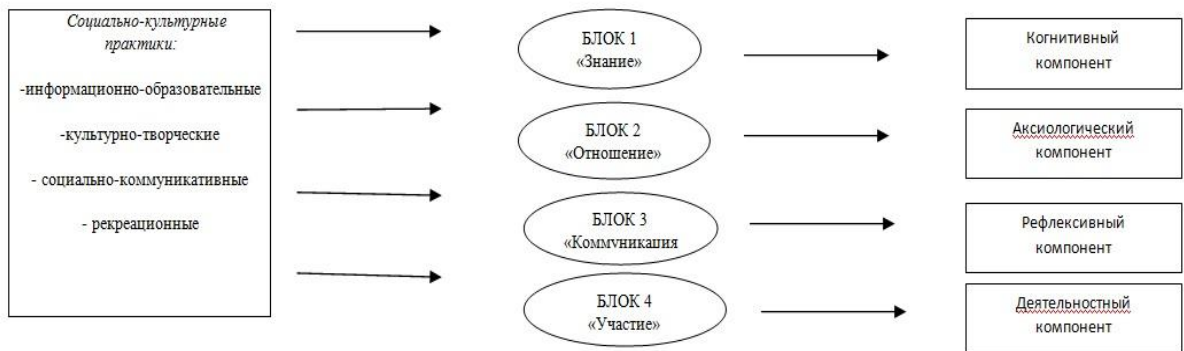 Социально-культурные
практики:
-информационно-образовательные
-культурно-творческие
- социально-коммуникативные
- рекреационные
БЛОК 1
«Знание»
БЛОК 2
«Отношение»
БЛОК 3
«Коммуникация
БЛОК 4
«Участие»
Когнитивный
компонент
Аксиологический
компонент
Рефлексивный
компонент
Деятельностный
компонент